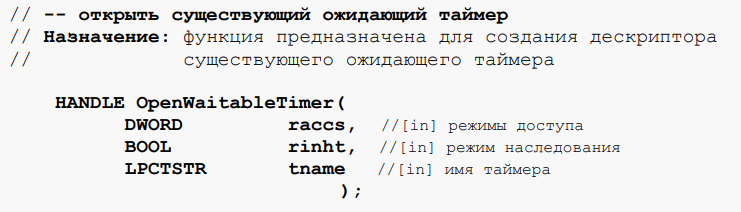 // -- открыть существующий ожидающий таймер
// Назначение: функция предназначена для создания дескриптора
// существующего ожидающего таймера
HANDLE OpenWaitableTimer(
DWORD raccs, //[in] режимы доступа
BOOL rinht, //[in] режим наследования
LPCTSTR tname //[in] имя таймера
);